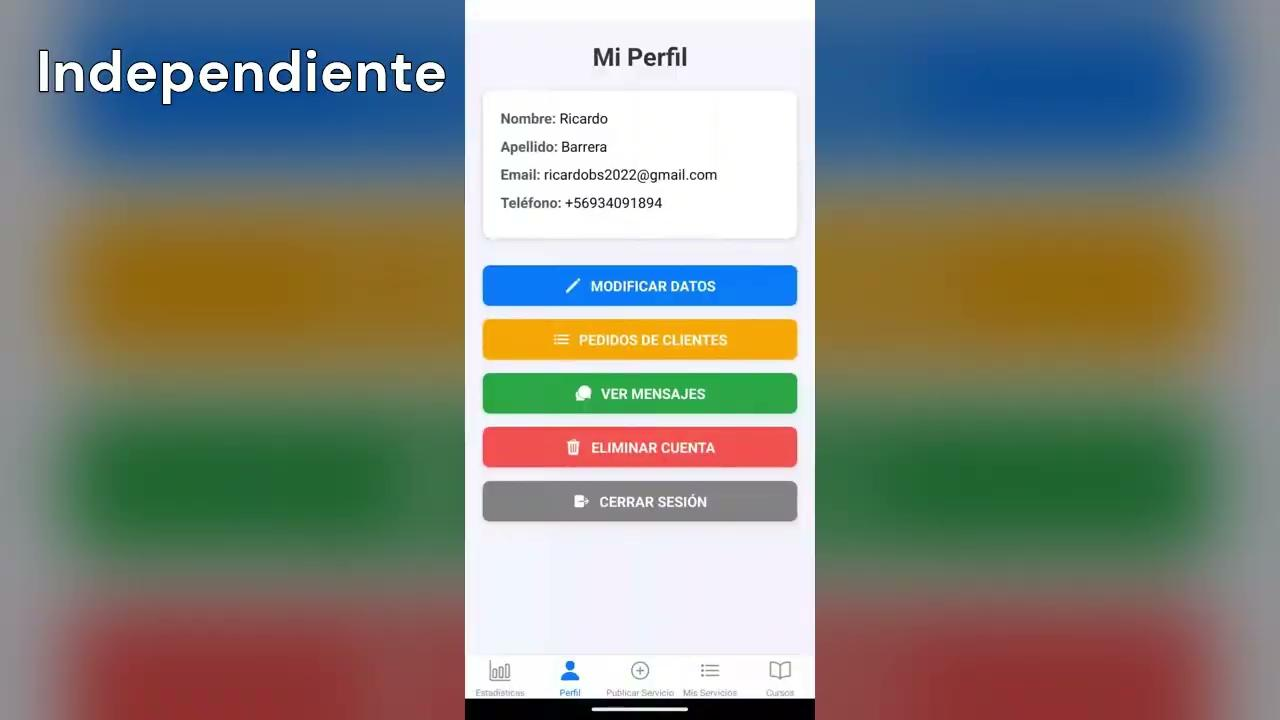 Independiente
Mi Perfil
Nombre: Ricardo
Apellido: Barrera
Email: ricardobs2022@gmail.com
Teléfono: +56934091894
MODIFICAR DATOS
PEDIDOS DE CLIENTES
VER MENSAJES
ELIMINAR CUENTA
CERRAR SESIÓN
Estadísticas Perfil Publicar Servicio Mis Servicios Cursos